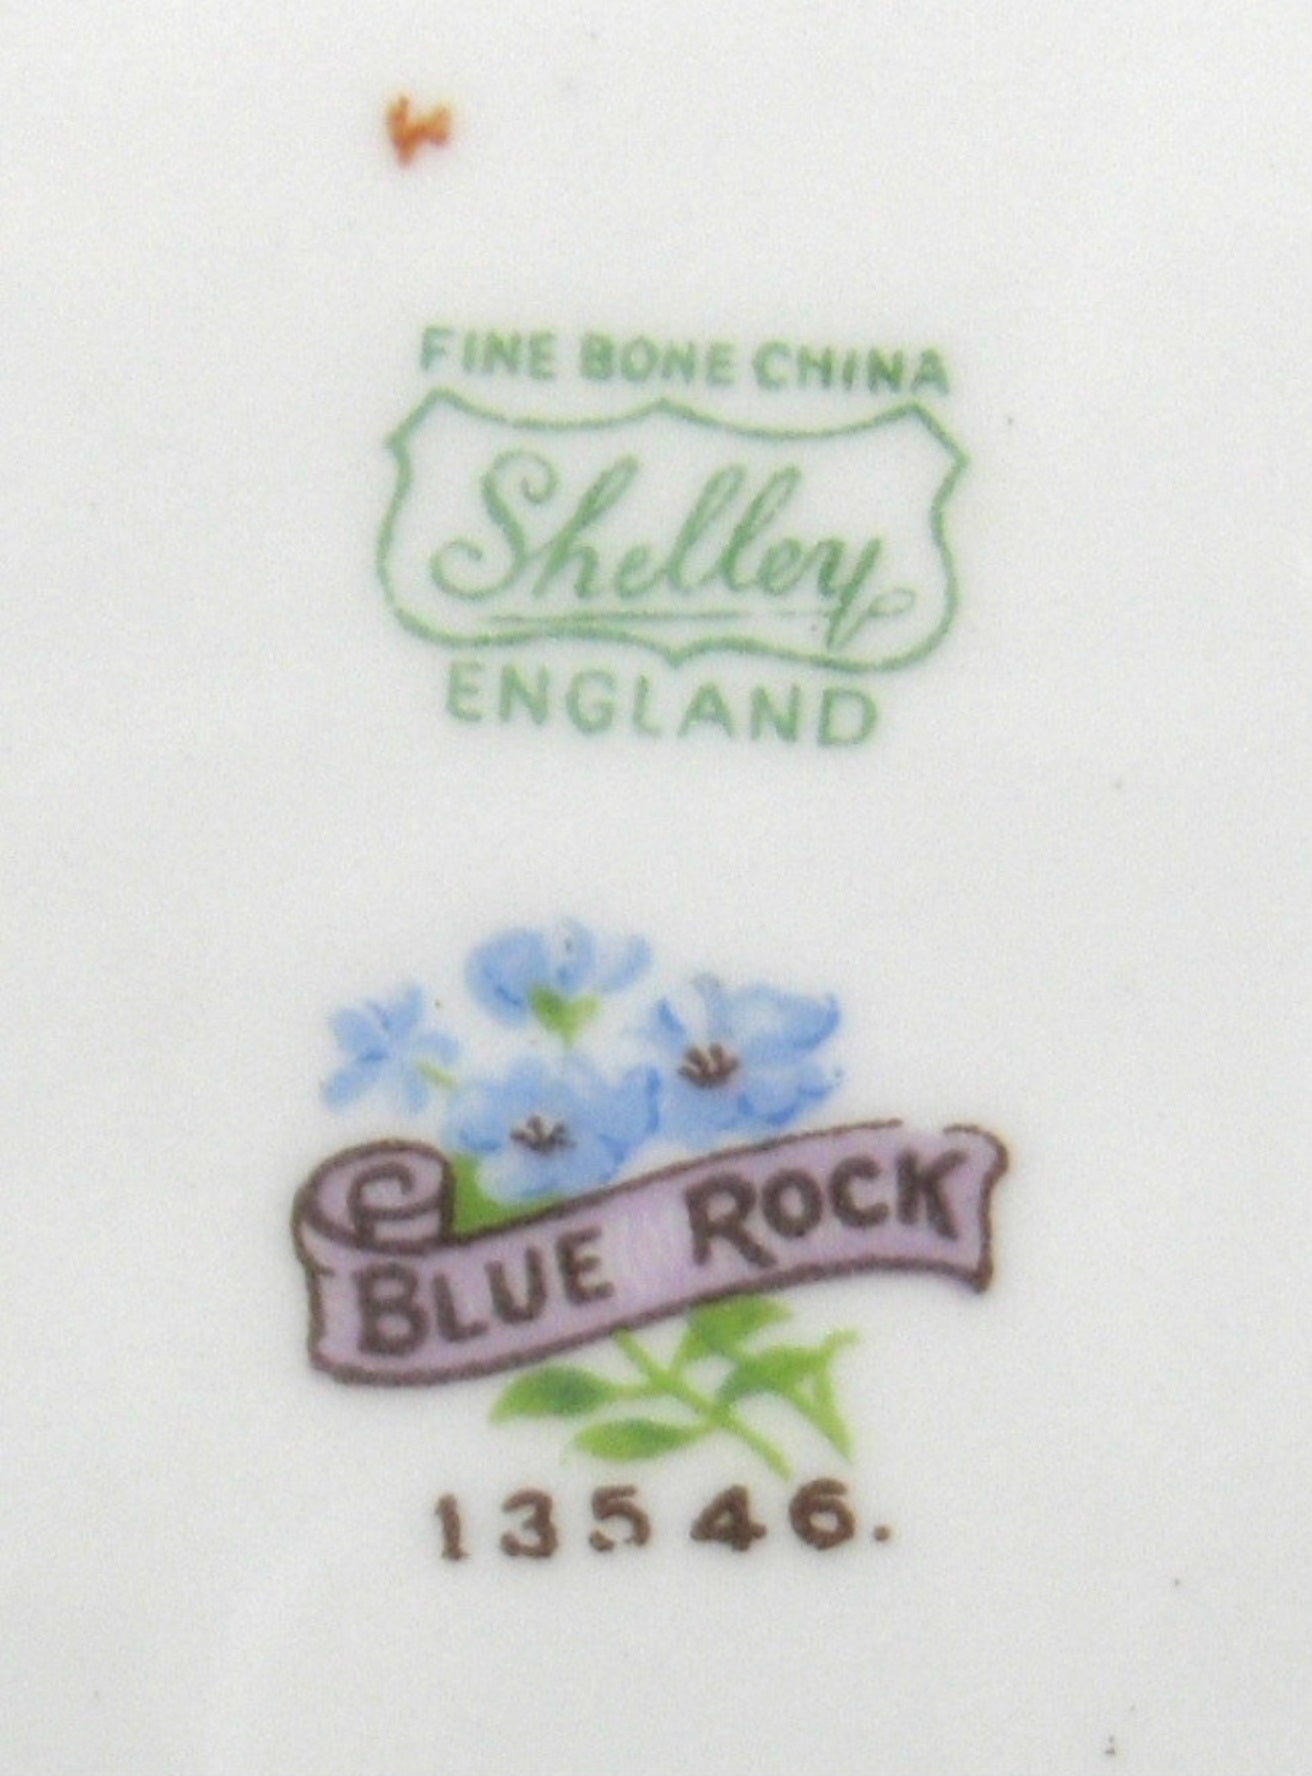 FINE BONE CHINA
Shelley
ENGLAND
BLUE ROCK
13546.